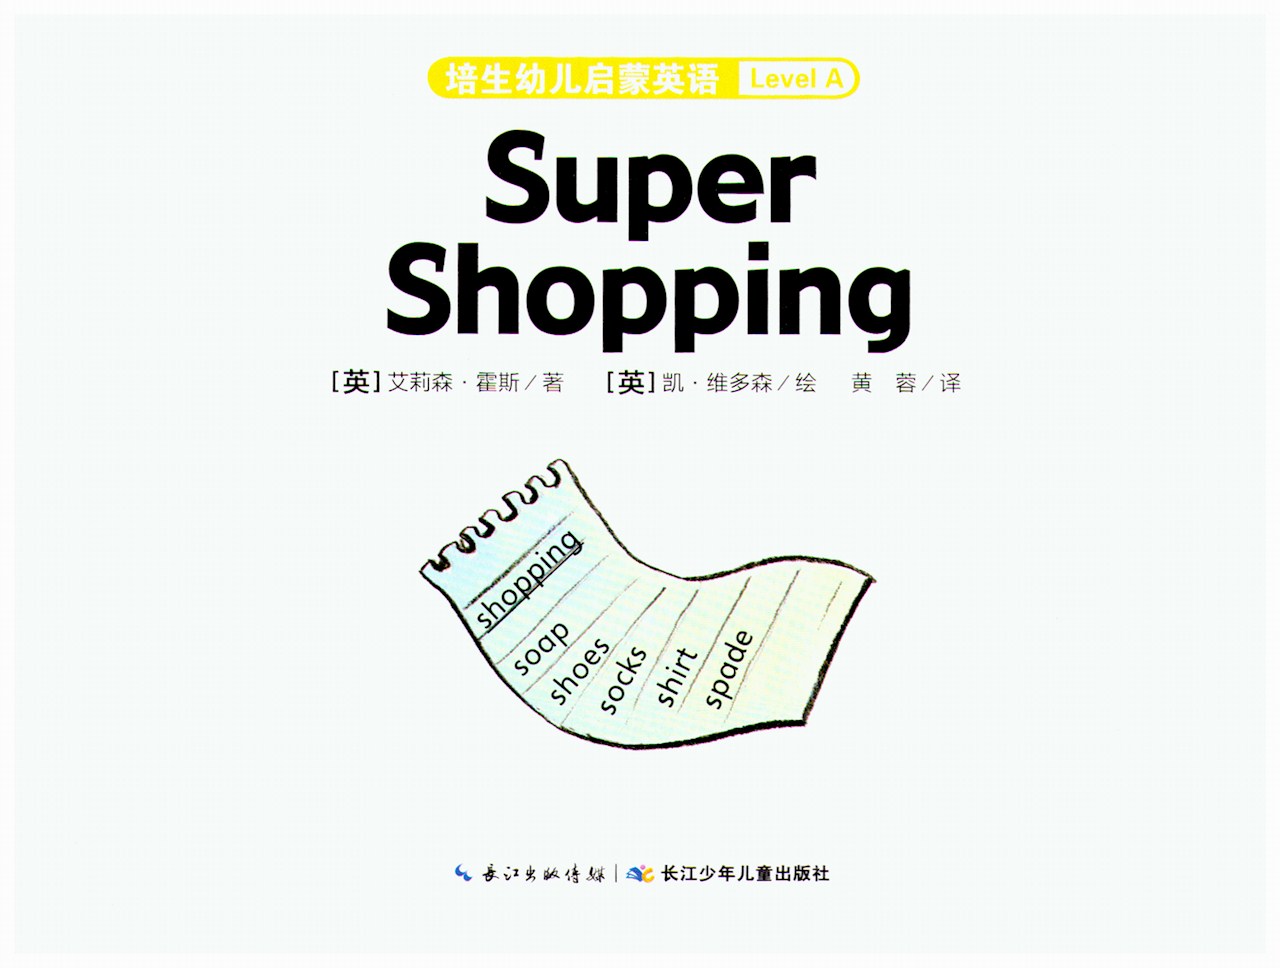 培生幼儿启蒙英语 Level A
Super
Shopping
[英] 艾莉森·霍斯/著 [英] 凯·维多森/绘 黄 蓉/译
shopping
soap
shoes
socks
shirt
spade
长江出版传媒 | 长江少年儿童出版社